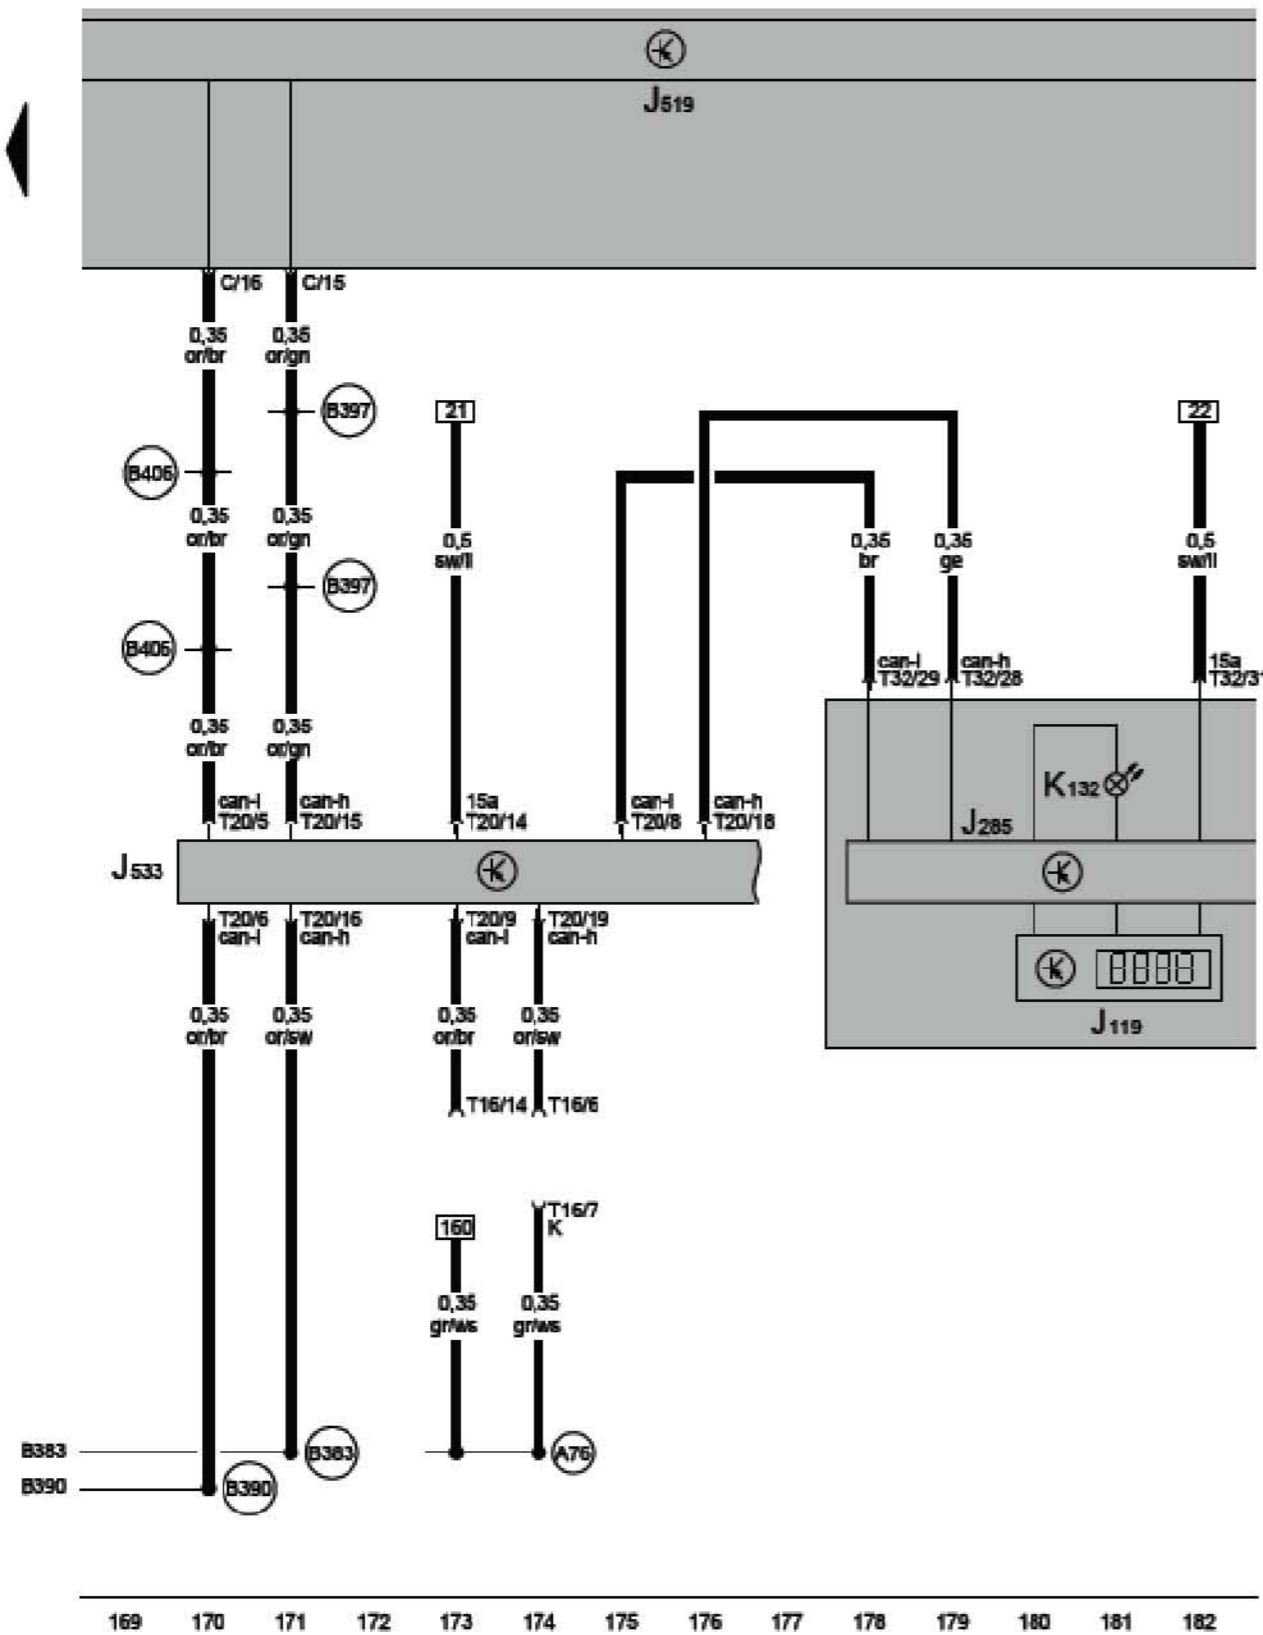 J519
C/16 C/15
0,35 0,35
or/br or/gn
B397 21 22
B406
0,35 0,35 0,5 0,35 0,35 0,5
or/br or/gn sw/li br ge sw/li
B397
B406
can-l can-h 15a
T32/29 T32/28 T32/31
0,35 0,35
or/br or/gn
K132
can-l can-h 15a can-l can-h
T20/5 T20/15 T20/14 T20/8 T20/18 J285
J533
T20/6 T20/16 T20/9 T20/19
can-l can-h can-l can-h
8888
0,35 0,35 0,35 0,35 J119
or/br or/sw or/br or/sw
T16/14 T16/6
T16/7
160 K
0,35 0,35
gr/ws gr/ws
B383 B383 A76
B390 B390
169 170 171 172 173 174 175 176 177 178 179 180 181 182